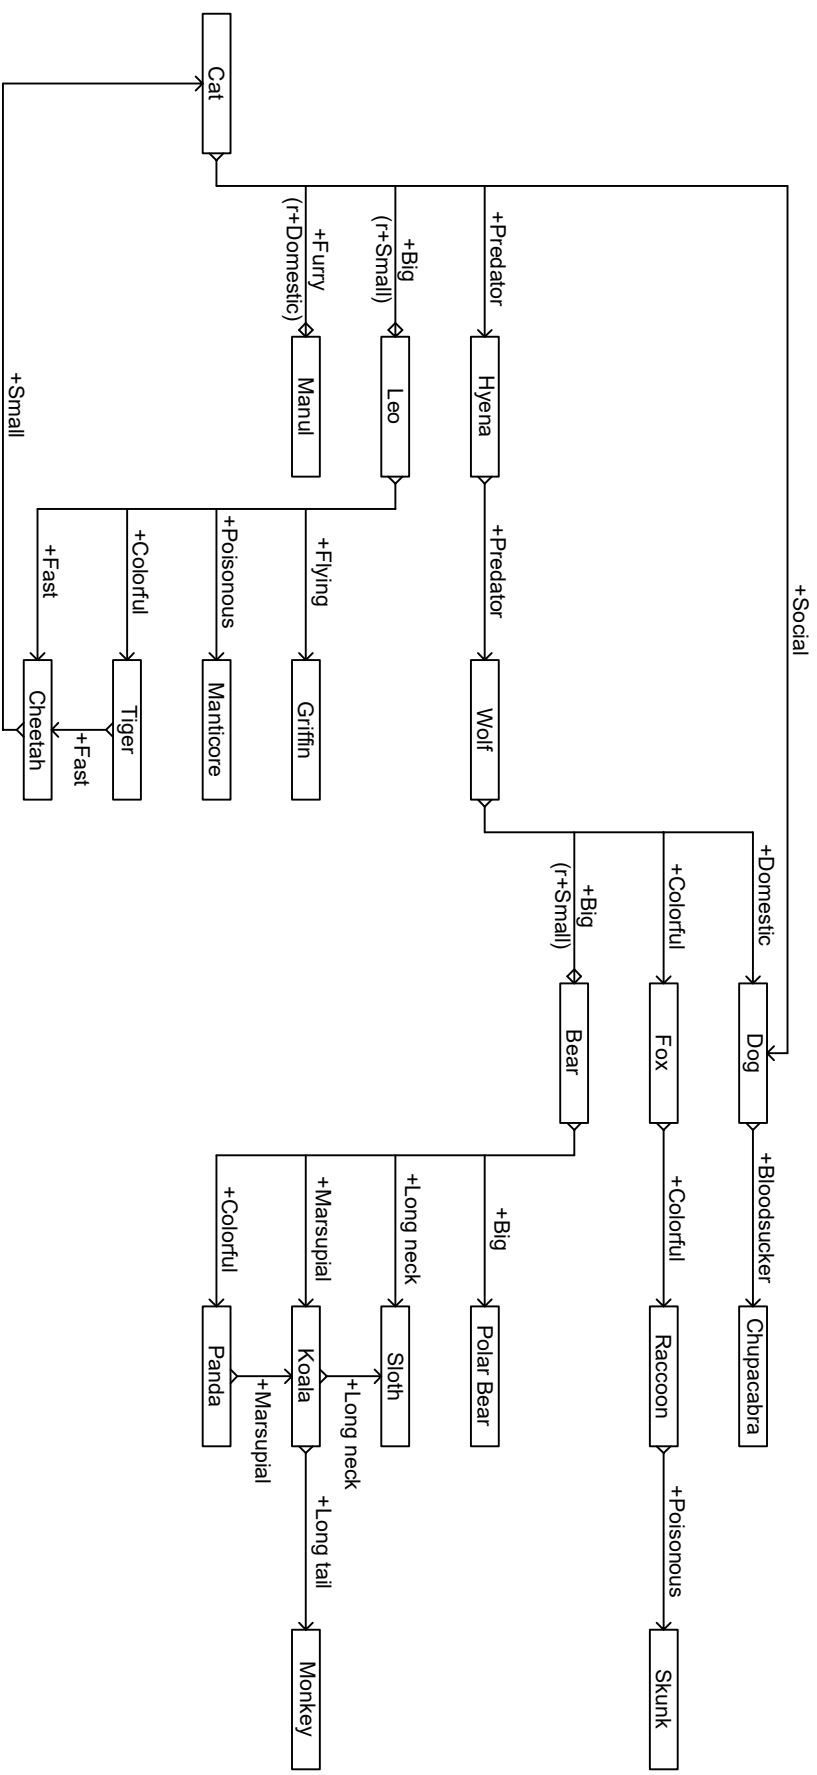 Cat
+Social
+Predator
+Big
(r+Small)
+Furry
(r+Domestic)
+Small
Hyena
Leo
Manul
+Predator
+Flying
+Poisonous
+Colorful
+Fast
Wolf
Griffin
Manticore
Tiger
+Fast
Cheetah
+Domestic
+Colorful
+Big
(r+Small)
Dog
Fox
Bear
+Bloodsucker
+Colorful
+Big
+Long neck
+Marsupial
+Colorful
Chupacabra
Raccoon
Polar Bear
Sloth
+Long neck
Koala
+Marsupial
Panda
+Poisonous
+Long tail
Skunk
Monkey